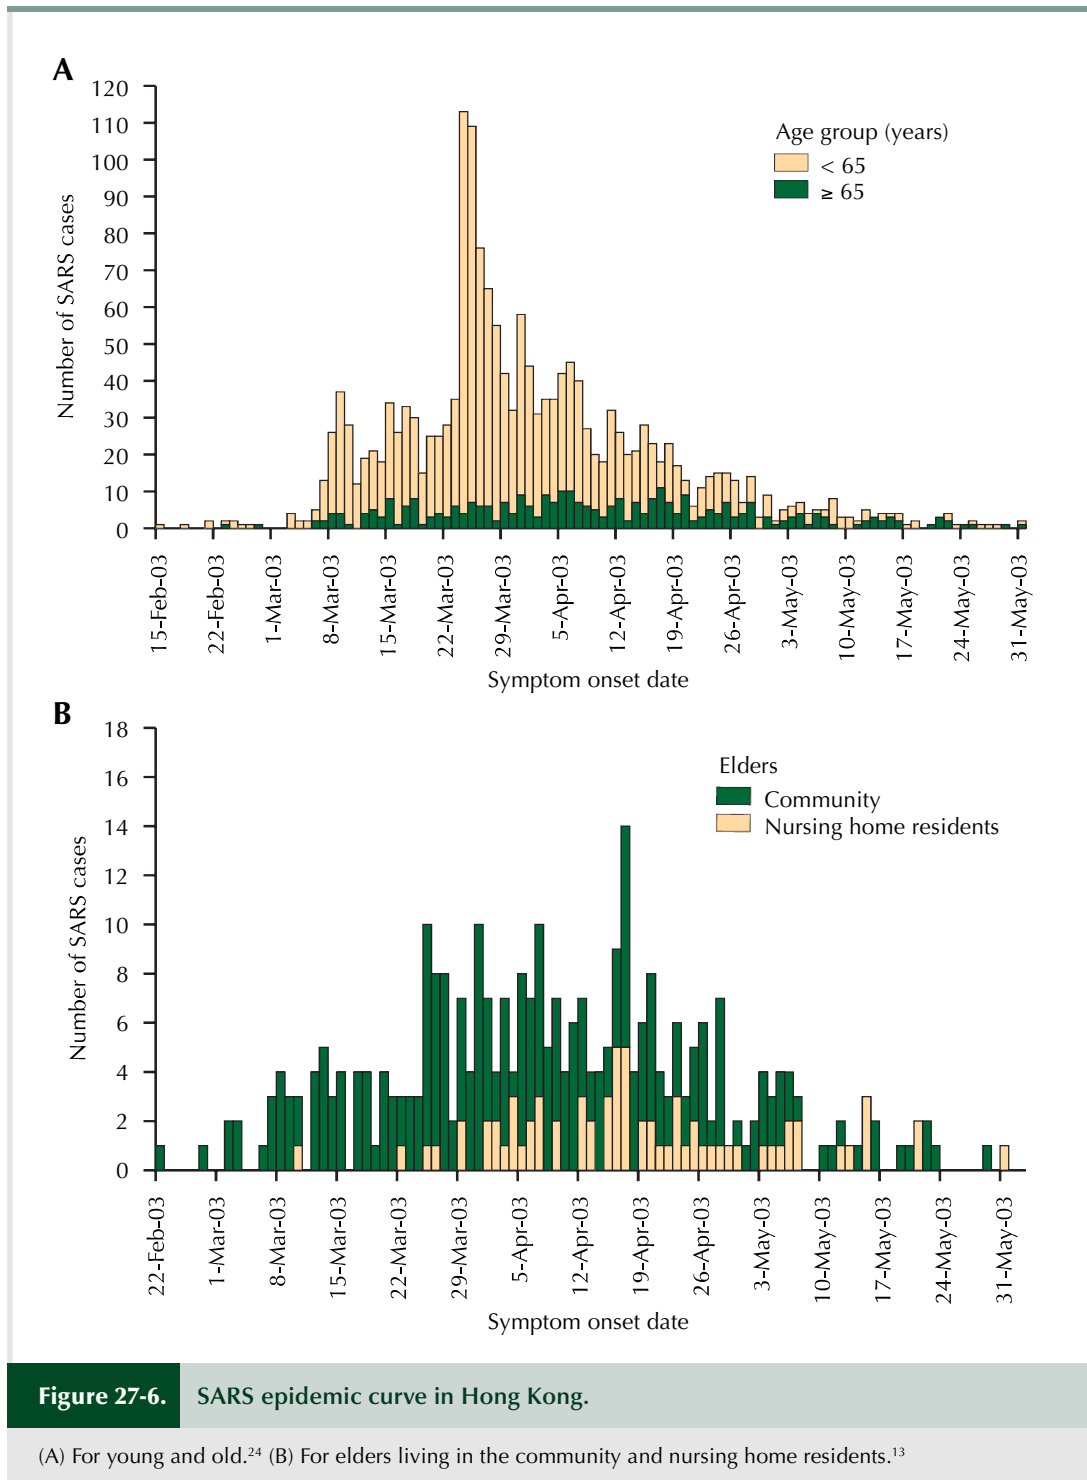 A
120
110
100
90
80
70
60
50
40
30
20
10
0
Number of SARS cases
Age group (years)
< 65
≥ 65
15-Feb-03 22-Feb-03 1-Mar-03 8-Mar-03 15-Mar-03 22-Mar-03 29-Mar-03 5-Apr-03 12-Apr-03 19-Apr-03 26-Apr-03 3-May-03 10-May-03 17-May-03 24-May-03 31-May-03
Symptom onset date
B
18
16
14
12
10
8
6
4
2
0
Number of SARS cases
Elders
Community
Nursing home residents
22-Feb-03 1-Mar-03 8-Mar-03 15-Mar-03 22-Mar-03 29-Mar-03 5-Apr-03 12-Apr-03 19-Apr-03 26-Apr-03 3-May-03 10-May-03 17-May-03 24-May-03 31-May-03
Symptom onset date
Figure 27-6. SARS epidemic curve in Hong Kong.
(A) For young and old.²⁴ (B) For elders living in the community and nursing home residents.¹³